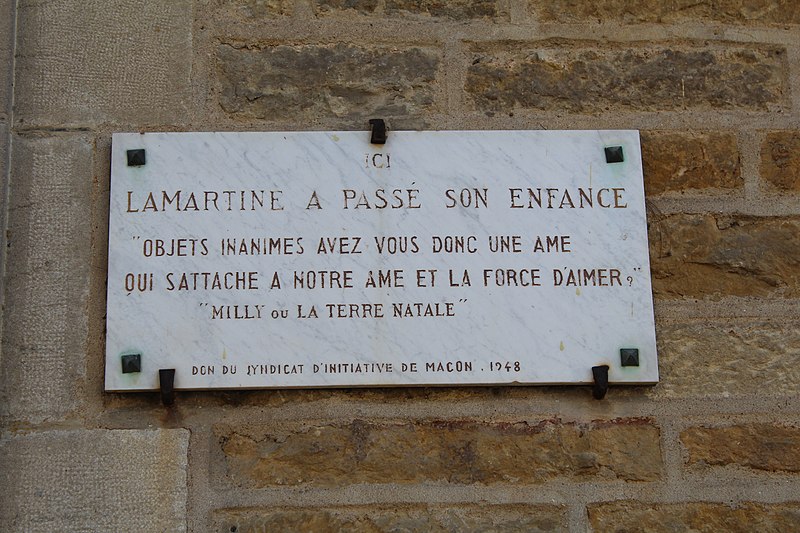 ICI
LAMARTINE A PASSÉ SON ENFANCE
"OBJETS INANIMES AVEZ VOUS DONC UNE AME
QUI SATTACHE A NOTRE AME ET LA FORCE D'AIMER?"
"MILLY OU LA TERRE NATALE"
DON DU SYNDICAT D'INITIATIVE DE MACON . 1948